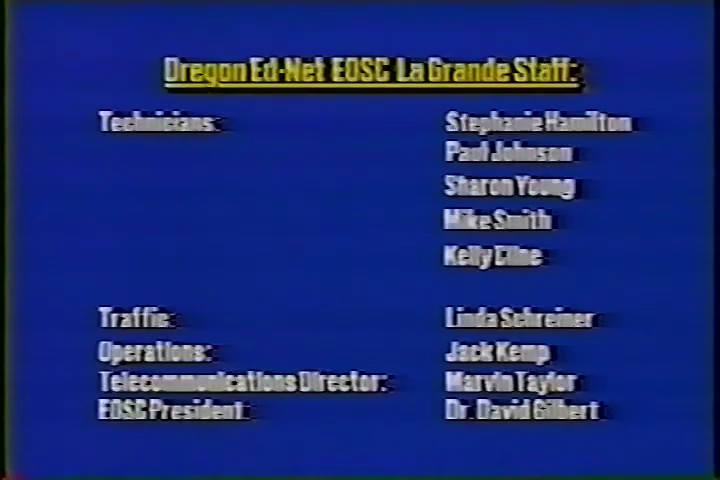 Oregon Ed-Net EOSC La Grande Staff:
Technicians: Stephanie Hamilton
Paul Johnson
Sharon Young
Mike Smith
Kelly Cline
Traffic: Linda Schreiner
Operations: Jack Kemp
Telecommunications Director: Marvin Taylor
EOSC President: Dr. David Gilbert